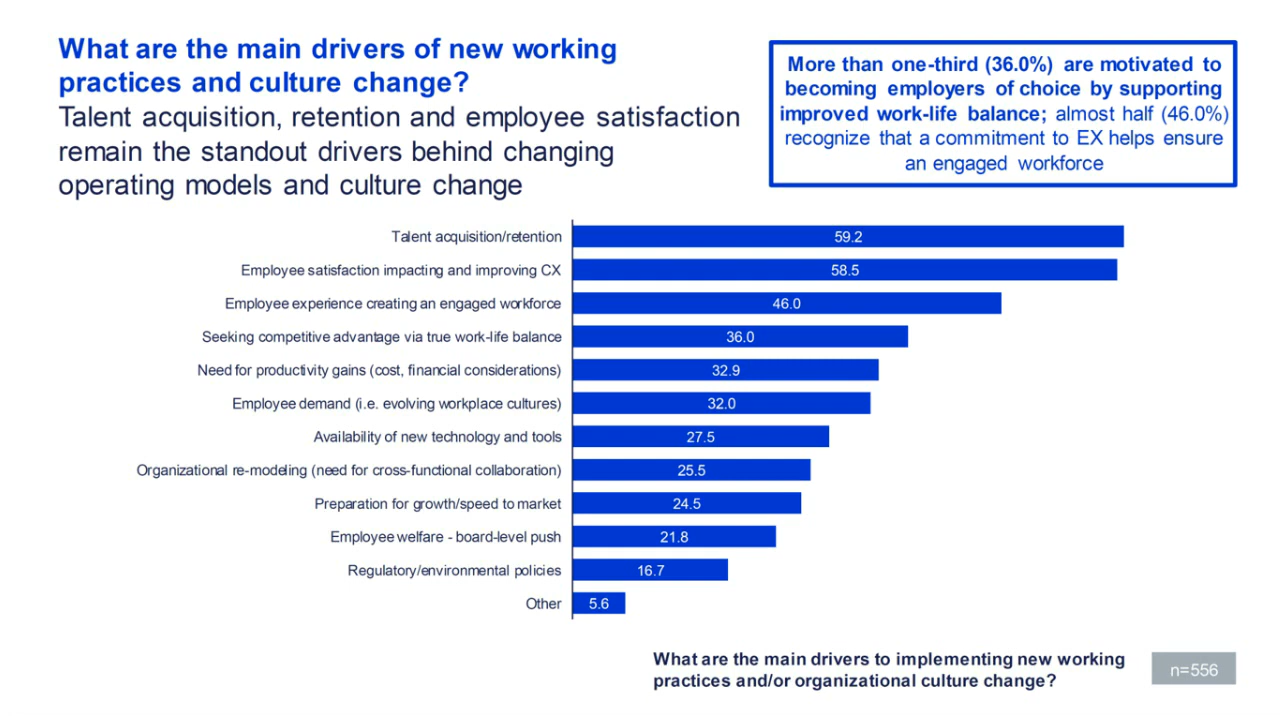 What are the main drivers of new working
practices and culture change?
Talent acquisition, retention and employee satisfaction
remain the standout drivers behind changing
operating models and culture change
More than one-third (36.0%) are motivated to
becoming employers of choice by supporting
improved work-life balance; almost half (46.0%)
recognize that a commitment to EX helps ensure
an engaged workforce
Talent acquisition/retention 59.2
Employee satisfaction impacting and improving CX 58.5
Employee experience creating an engaged workforce 46.0
Seeking competitive advantage via true work-life balance 36.0
Need for productivity gains (cost, financial considerations) 32.9
Employee demand (i.e. evolving workplace cultures) 32.0
Availability of new technology and tools 27.5
Organizational re-modeling (need for cross-functional collaboration) 25.5
Preparation for growth/speed to market 24.5
Employee welfare - board-level push 21.8
Regulatory/environmental policies 16.7
Other 5.6
What are the main drivers to implementing new working
practices and/or organizational culture change?
n=556